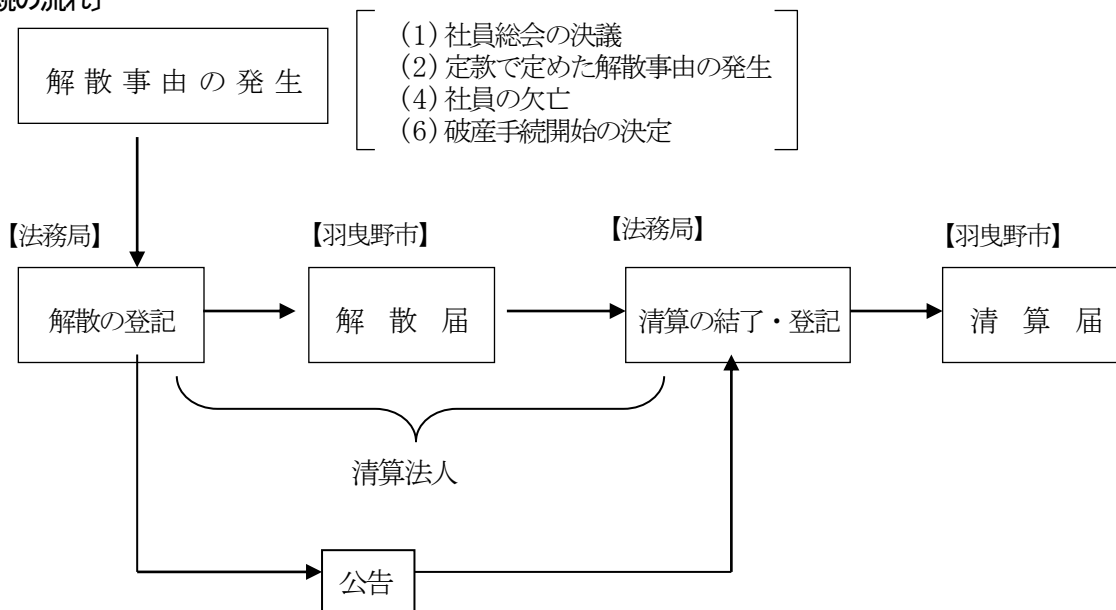 の流れ〕
解散事由の発生
(1)社員総会の決議
(2)定款で定めた解散事由の発生
(4)社員の欠亡
(6)破産手続開始の決定
【法務局】
【羽曳野市】
【法務局】
【羽曳野市】
解散の登記
解散届
清算の結了・登記
清算届
清算法人
公告